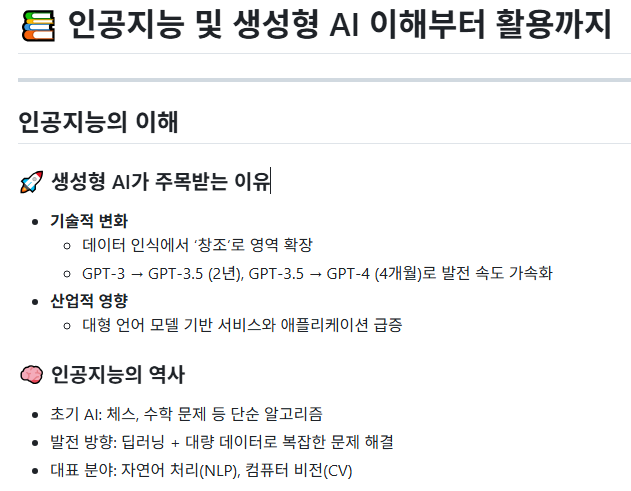 📚 인공지능 및 생성형 AI 이해부터 활용까지
인공지능의 이해
🚀 생성형 AI가 주목받는 이유
• 기술적 변화
◦ 데이터 인식에서 ‘창조’로 영역 확장
◦ GPT-3 → GPT-3.5 (2년), GPT-3.5 → GPT-4 (4개월)로 발전 속도 가속화
• 산업적 영향
◦ 대형 언어 모델 기반 서비스와 애플리케이션 급증
🧠 인공지능의 역사
• 초기 AI: 체스, 수학 문제 등 단순 알고리즘
• 발전 방향: 딥러닝 + 대량 데이터로 복잡한 문제 해결
• 대표 분야: 자연어 처리(NLP), 컴퓨터 비전(CV)